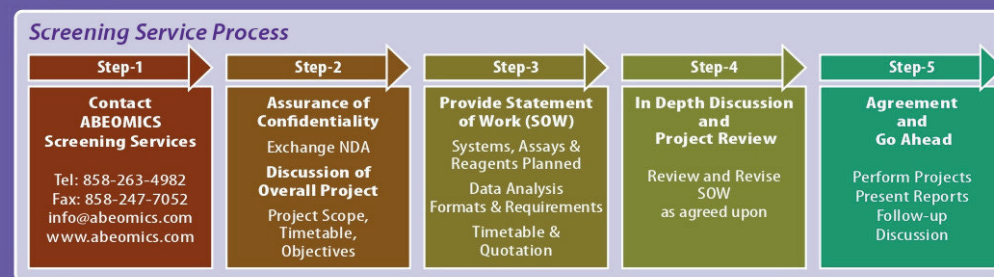 Screening Service Process
Step-1
Contact
ABEOMICS
Screening Services
Tel: 858-263-4982
Fax: 858-247-7052
info@abeomics.com
www.abeomics.com
Step-2
Assurance of
Confidentiality
Exchange NDA
Discussion of
Overall Project
Project Scope,
Timetable,
Objectives
Step-3
Provide Statement
of Work (SOW)
Systems, Assays &
Reagents Planned
Data Analysis
Formats & Requirements
Timetable &
Quotation
Step-4
In Depth Discussion
and
Project Review
Review and Revise
SOW
as agreed upon
Step-5
Agreement
and
Go Ahead
Perform Projects
Present Reports
Follow-up
Discussion